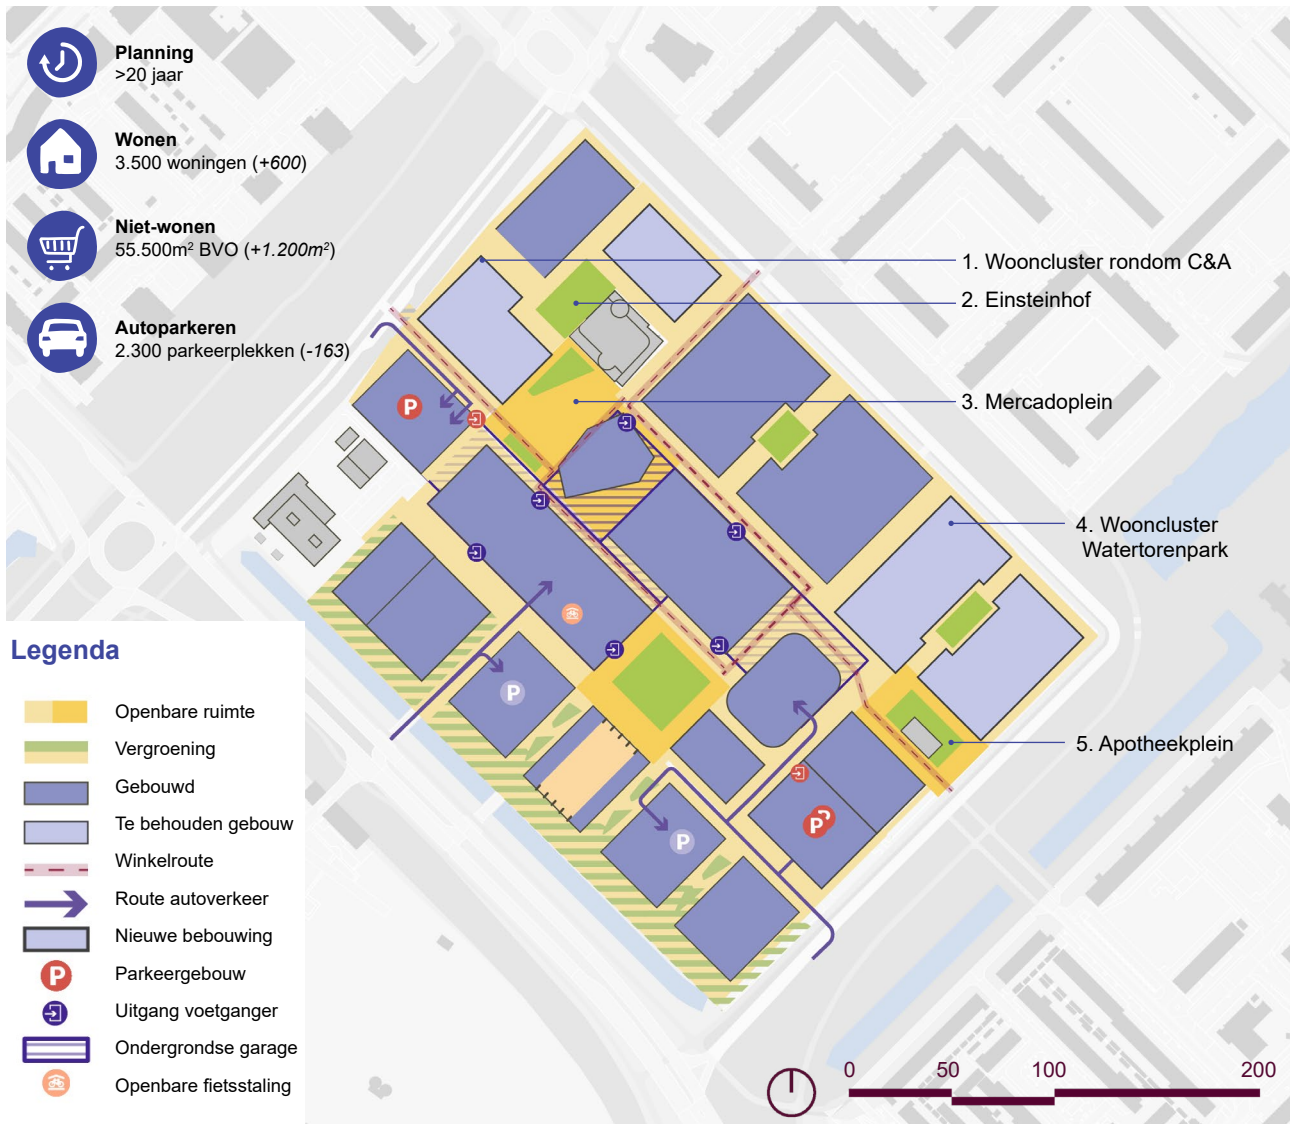 Planning
>20 jaar
Wonen
3.500 woningen (+600)
Niet-wonen
55.500m² BVO (+1.200m²)
Autoparkeren
2.300 parkeerplekken (-163)
1. Wooncluster rondom C&A
2. Einsteinhof
3. Mercadoplein
4. Wooncluster
Watertorenpark
5. Apotheekplein
P
P
P
P
Legenda
Openbare ruimte
Vergroening
Gebouwd
Te behouden gebouw
Winkelroute
Route autoverkeer
Nieuwe bebouwing
P Parkeergebouw
Uitgang voetganger
Ondergrondse garage
Openbare fietsstaling
0 50 100 200